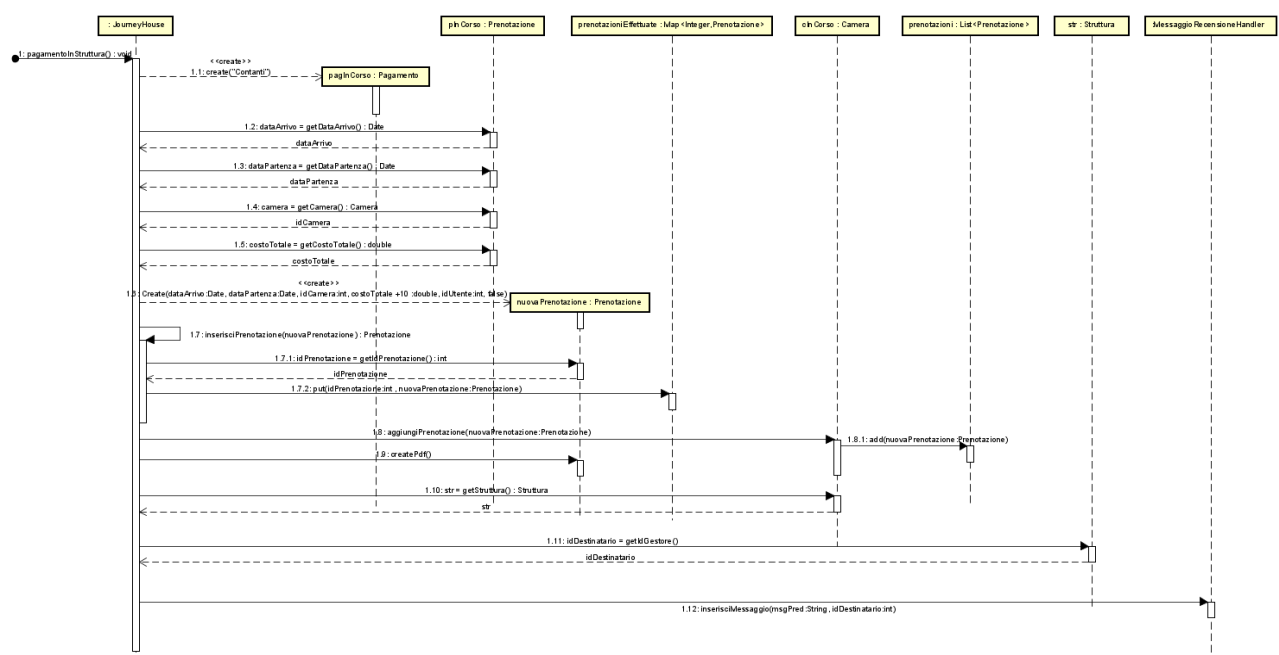 : JourneyHouse
pInCorso : Prenotazione
prenotazioniEffettuate : Map<Integer,Prenotazione>
cInCorso : Camera
prenotazioni : List<Prenotazione>
str : Struttura
:MessaggioRecensioneHandler
1: pagamentoInStruttura() : void
<<create>>
1.1: create("Contanti")
pagInCorso : Pagamento
1.2: dataArrivo = getDataArrivo() : Date
dataArrivo
1.3: dataPartenza = getDataPartenza() : Date
dataPartenza
1.4: camera = getCamera() : Camera
idCamera
1.5: costoTotale = getCostoTotale() : double
costoTotale
<<create>>
1.6: Create(dataArrivo:Date, dataPartenza:Date, idCamera:int, costoTotale +10 :double, idUtente:int, false)
nuovaPrenotazione : Prenotazione
1.7: inserisciPrenotazione(nuovaPrenotazione) : Prenotazione
1.7.1: idPrenotazione = getIdPrenotazione() : int
idPrenotazione
1.7.2: put(idPrenotazione:int , nuovaPrenotazione:Prenotazione)
1.8: aggiungiPrenotazione(nuovaPrenotazione:Prenotazione)
1.8.1: add(nuovaPrenotazione:Prenotazione)
1.9: createPdf()
1.10: str = getStruttura() : Struttura
str
1.11: idDestinatario = getIdGestore()
idDestinatario
1.12: inserisciMessaggio(msgPred:String, idDestinatario:int)